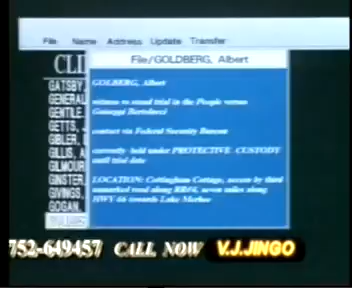 File Name Address Update Transfer
File/GOLDBERG, Albert
CLI
GATSBY,
GENERAL
GENTILE
GETTS,
GIBLER,
GILLIS, A
GILMOUR
GINSTER,
GIVINGS,
GOGAN,
GOLBERG, Albert
witness to stand trial in the People versus
Guiseppi Bertolucci
contact via Federal Security Bureau
currently held under PROTECTIVE CUSTODY
until trial date
LOCATION: Cottingham Cottage, access by third
unmarked road along RR#4, seven miles along
HWY 66 towards Lake
752-649457 CALL NOW V.J.JINGO